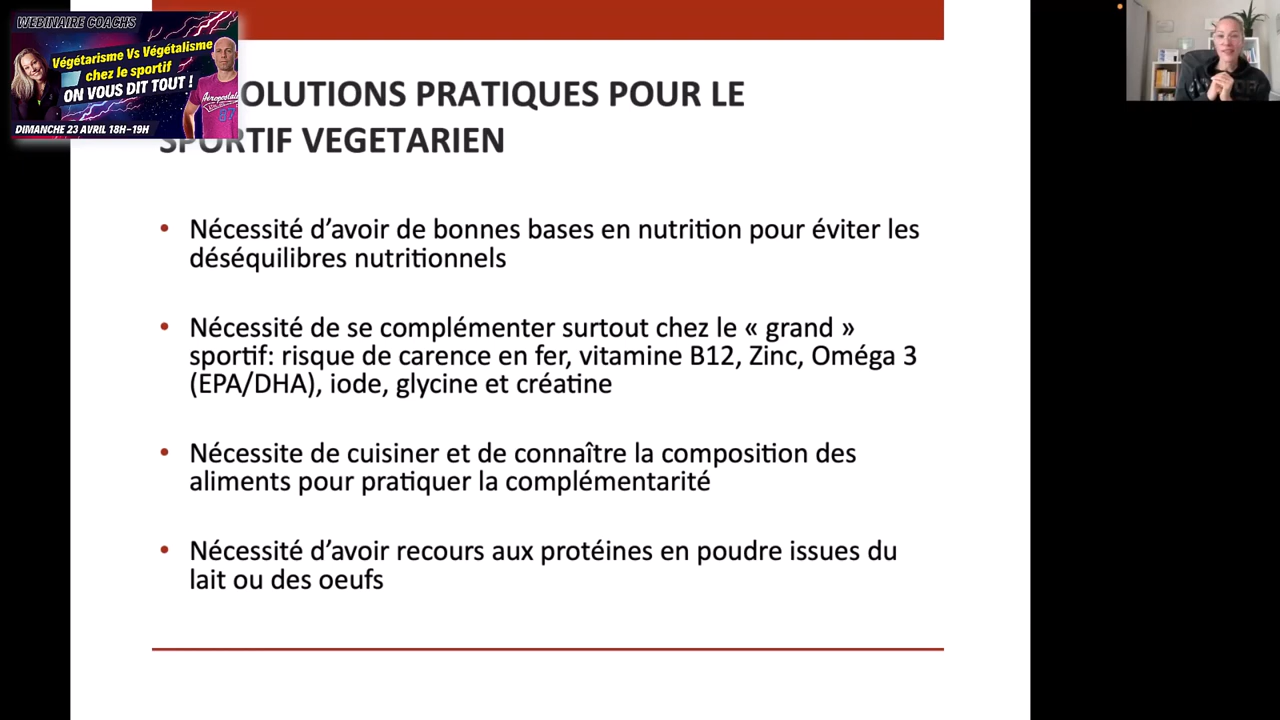 WEBINAIRE COACHS
Végétarisme Vs Végétalisme
chez le sportif
ON VOUS DIT TOUT !
DIMANCHE 23 AVRIL 18H-19H
Aéropostale
87
OLUTIONS PRATIQUES POUR LE
SPORTIF VEGETARIEN
• Nécessité d’avoir de bonnes bases en nutrition pour éviter les
déséquilibres nutritionnels
• Nécessité de se complémenter surtout chez le « grand »
sportif: risque de carence en fer, vitamine B12, Zinc, Oméga 3
(EPA/DHA), iode, glycine et créatine
• Nécessite de cuisiner et de connaître la composition des
aliments pour pratiquer la complémentarité
• Nécessité d’avoir recours aux protéines en poudre issues du
lait ou des oeufs